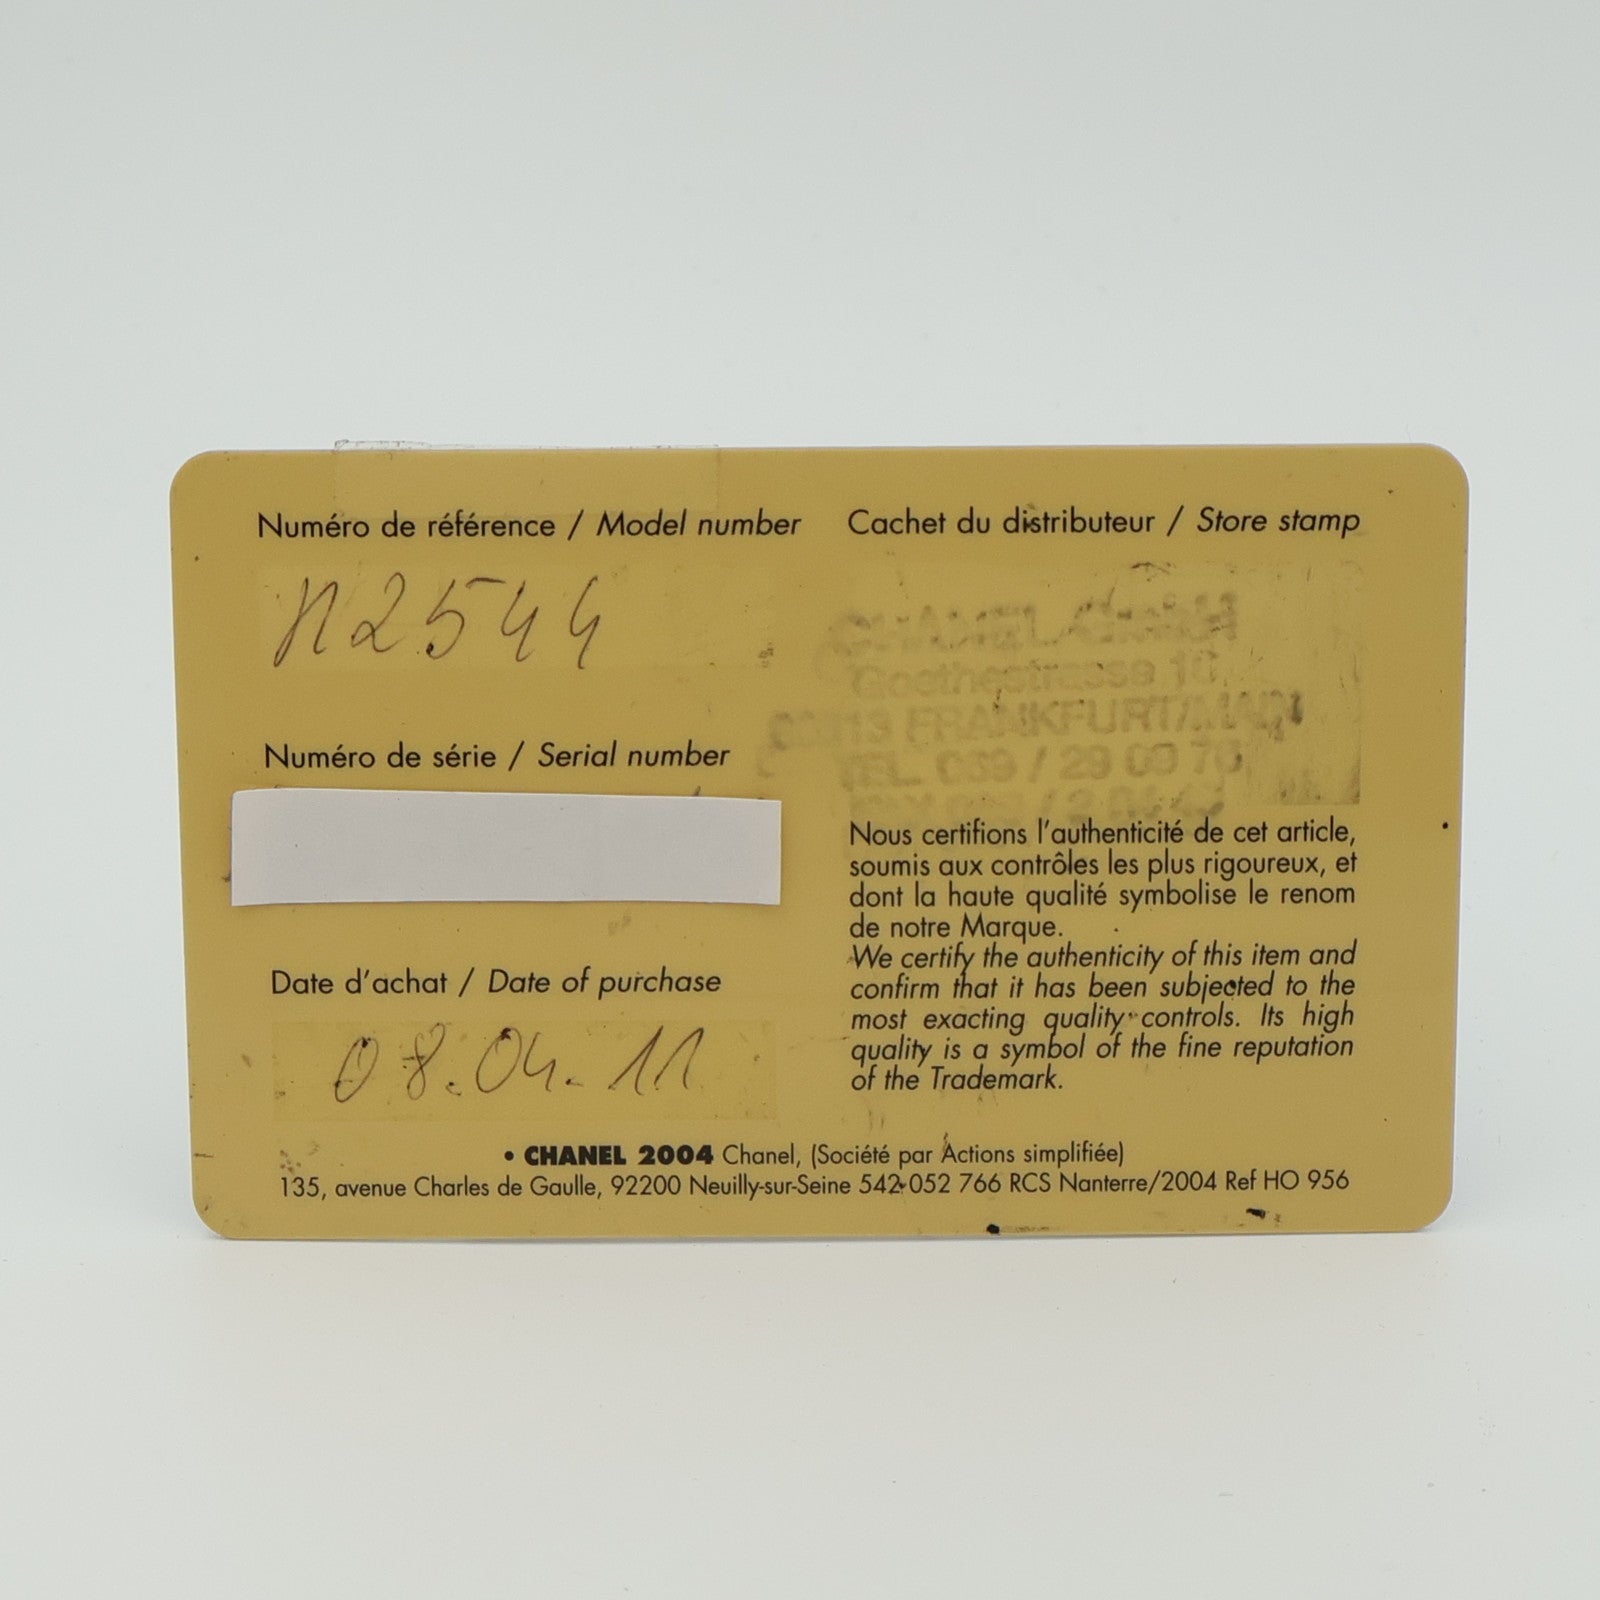 Numéro de référence / Model number
H2544
Numéro de série / Serial number
Date d'achat / Date of purchase
08.04.11
Cachet du distributeur / Store stamp
CHANEL
Goethestrasse
FRANKFURT/MAIN
TEL. 069 / 29
Nous certifions l'authenticité de cet article,
soumis aux contrôles les plus rigoureux, et
dont la haute qualité symbolise le renom
de notre Marque.
We certify the authenticity of this item and
confirm that it has been subjected to the
most exacting quality controls. Its high
quality is a symbol of the fine reputation
of the Trademark.
• CHANEL 2004 Chanel, (Société par Actions simplifiée)
135, avenue Charles de Gaulle, 92200 Neuilly-sur-Seine 542 052 766 RCS Nanterre/2004 Ref HO 956